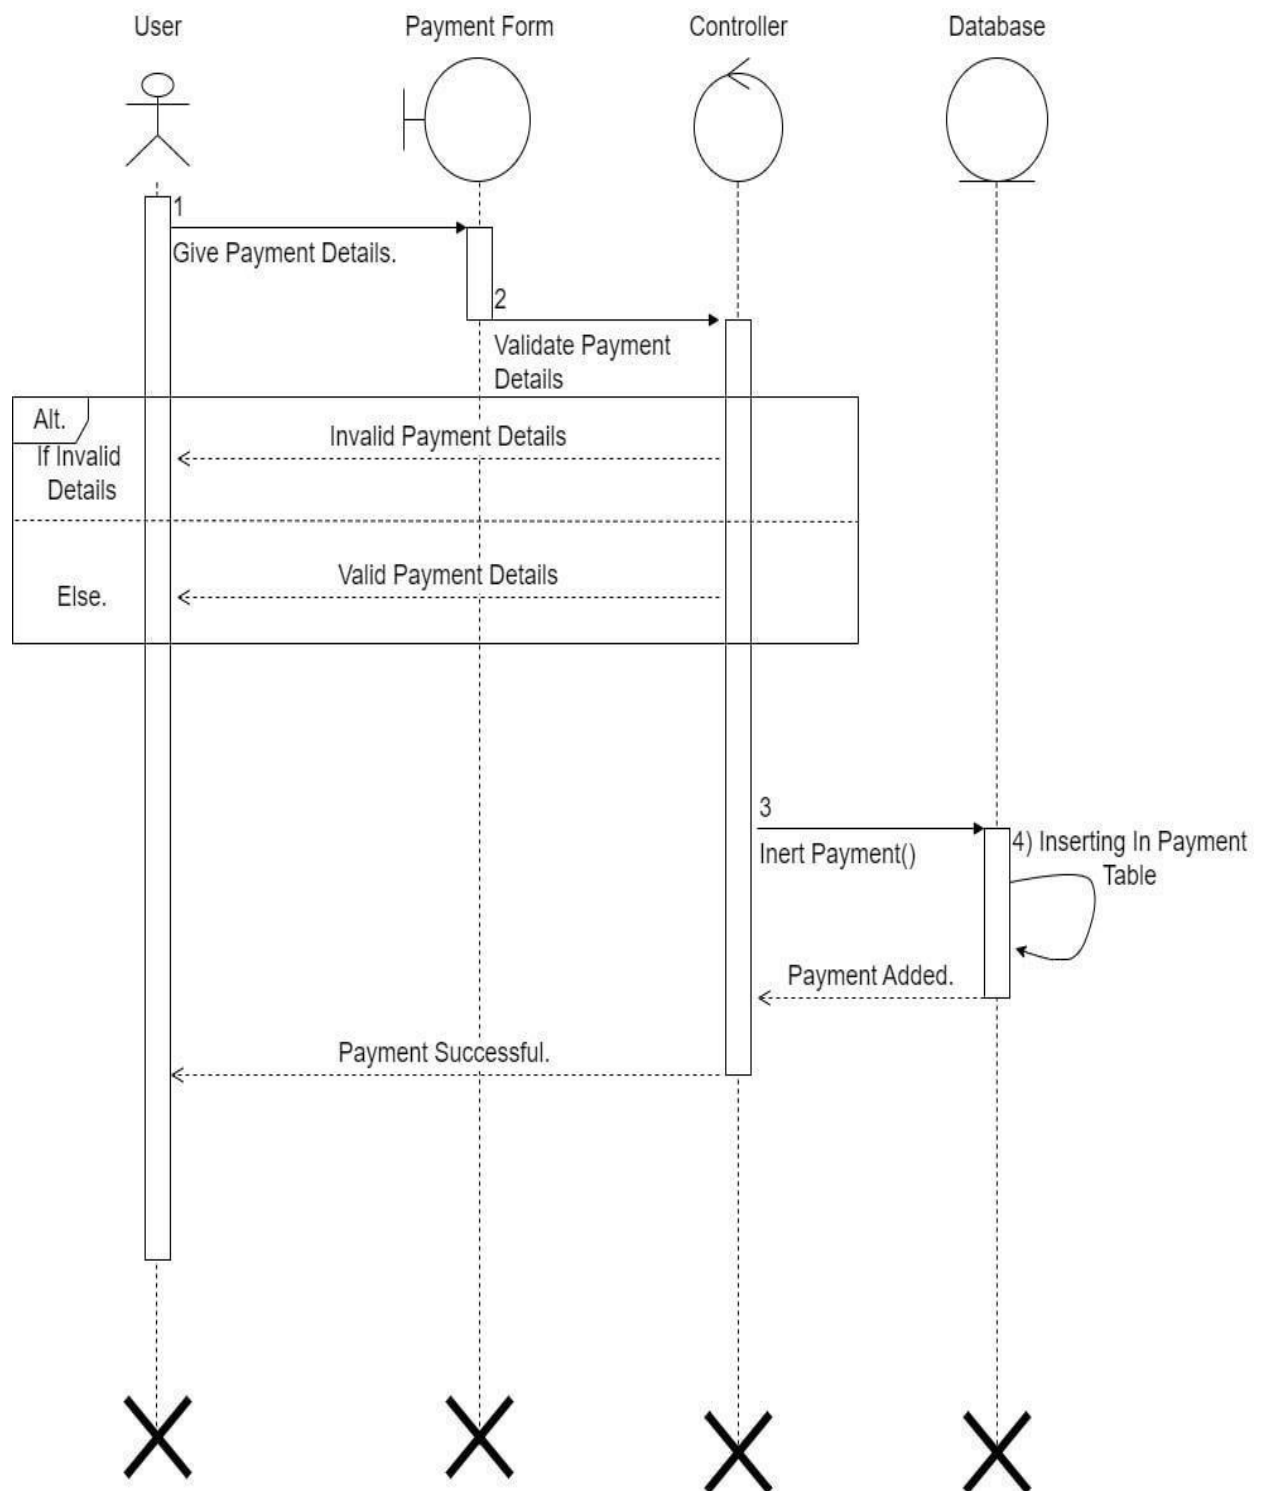 User
Payment Form
Controller
Database
1
Give Payment Details.
2
Validate Payment
Details
Alt.
If Invalid
Details
Invalid Payment Details
Valid Payment Details
Else.
3
Inert Payment()
4) Inserting In Payment
Table
Payment Added.
Payment Successful.